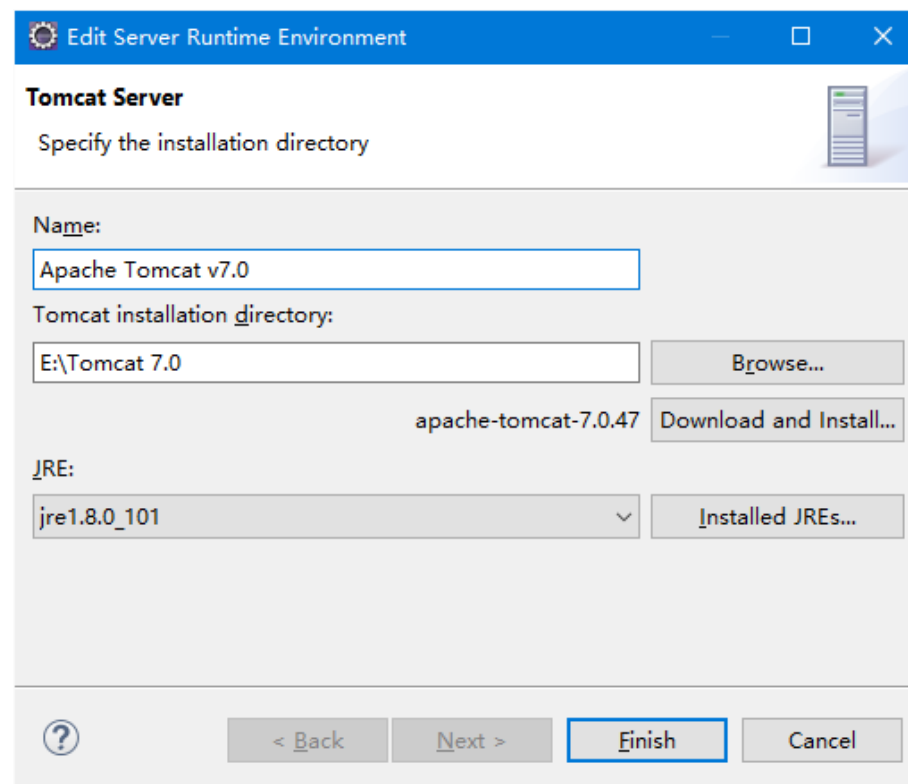 Edit Server Runtime Environment
Tomcat Server
Specify the installation directory
Name:
Apache Tomcat v7.0
Tomcat installation directory:
E:\Tomcat 7.0
Browse...
apache-tomcat-7.0.47
Download and Install...
JRE:
jre1.8.0_101
Installed JREs...
?
< Back
Next >
Finish
Cancel